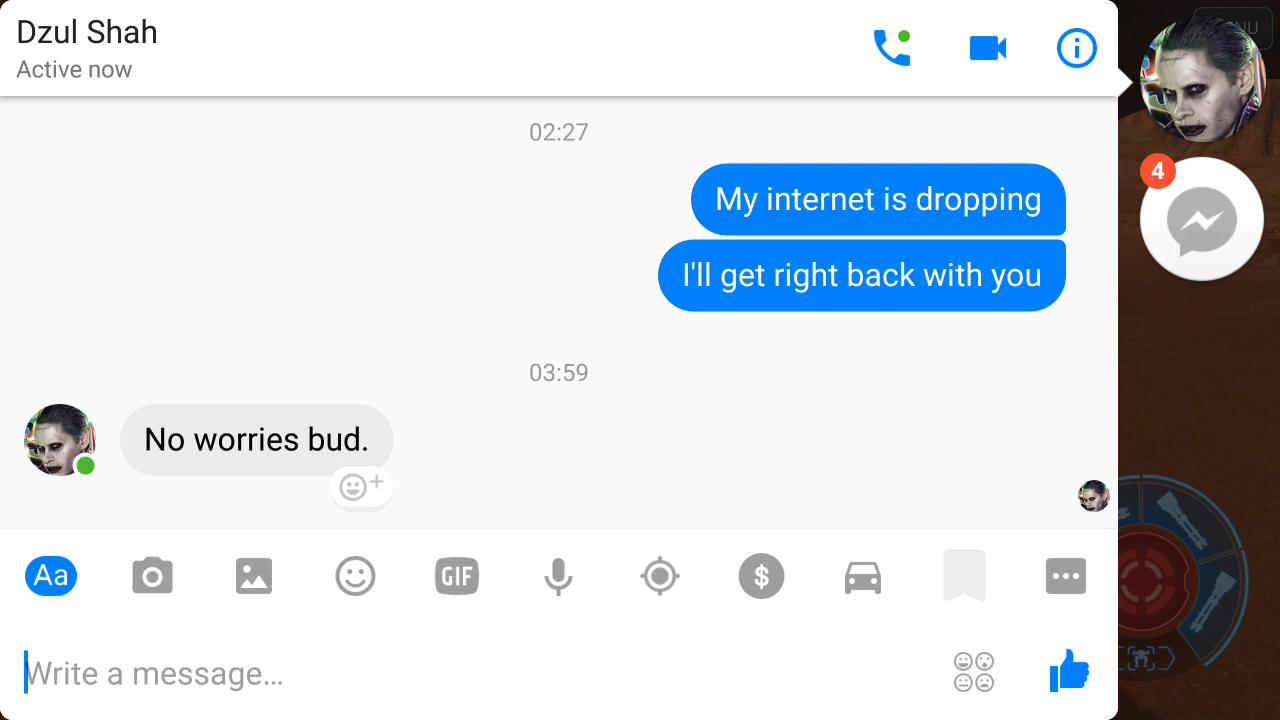 Dzul Shah
Active now
02:27
My internet is dropping
I'll get right back with you
03:59
No worries bud.
Aa
GIF
$
Write a message...
4